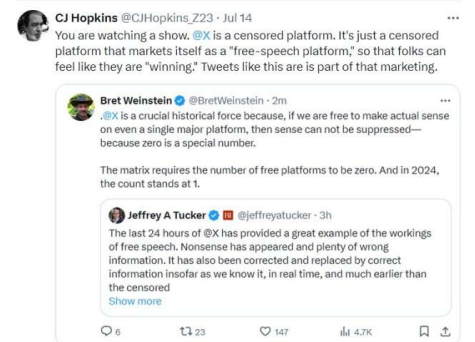 CJ Hopkins @CJHopkins_Z23 · Jul 14
You are watching a show. @X is a censored platform. It's just a censored
platform that markets itself as a "free-speech platform," so that folks can
feel like they are "winning." Tweets like this are is part of that marketing.
Bret Weinstein @BretWeinstein · 2m
.@X is a crucial historical force because, if we are free to make actual sense
on even a single major platform, then sense can not be suppressed—
because zero is a special number.
The matrix requires the number of free platforms to be zero. And in 2024,
the count stands at 1.
Jeffrey A Tucker @jeffreyatucker · 3h
The last 24 hours of @X has provided a great example of the workings
of free speech. Nonsense has appeared and plenty of wrong
information. It has also been corrected and replaced by correct
information insofar as we know it, in real time, and much earlier than
the censored
Show more
6 23 147 4.7K